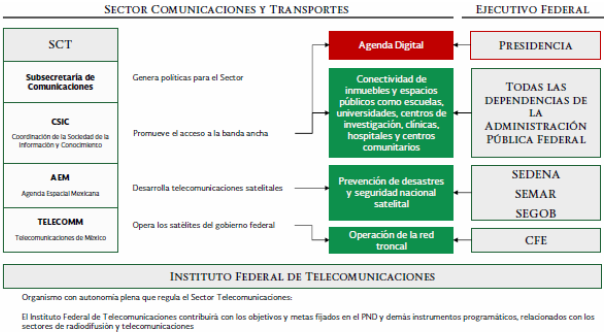 SECTOR COMUNICACIONES Y TRANSPORTES
EJECUTIVO FEDERAL
SCT
Agenda Digital
PRESIDENCIA
Subsecretaría de
Comunicaciones
Genera políticas para el Sector
Conectividad de
inmuebles y espacios
públicos como escuelas,
universidades, centros de
investigación, clínicas,
hospitales y centros
comunitarios
TODAS LAS
DEPENDENCIAS DE
LA
ADMINISTRACIÓN
PÚBLICA FEDERAL
CSIC
Coordinación de la Sociedad de la
Información y Conocimiento
Promueve el acceso a la banda ancha
AEM
Agencia Espacial Mexicana
Desarrolla telecomunicaciones satelitales
Prevención de desastres
y seguridad nacional
satelital
SEDENA
SEMAR
SEGOB
TELECOMM
Telecomunicaciones de México
Opera los satélites del gobierno federal
Operación de la red
troncal
CFE
INSTITUTO FEDERAL DE TELECOMUNICACIONES
Organismo con autonomía plena que regula el Sector Telecomunicaciones:
El Instituto Federal de Telecomunicaciones contribuirá con los objetivos y metas fijados en el PND y demás instrumentos programáticos, relacionados con los
sectores de radiodifusión y telecomunicaciones